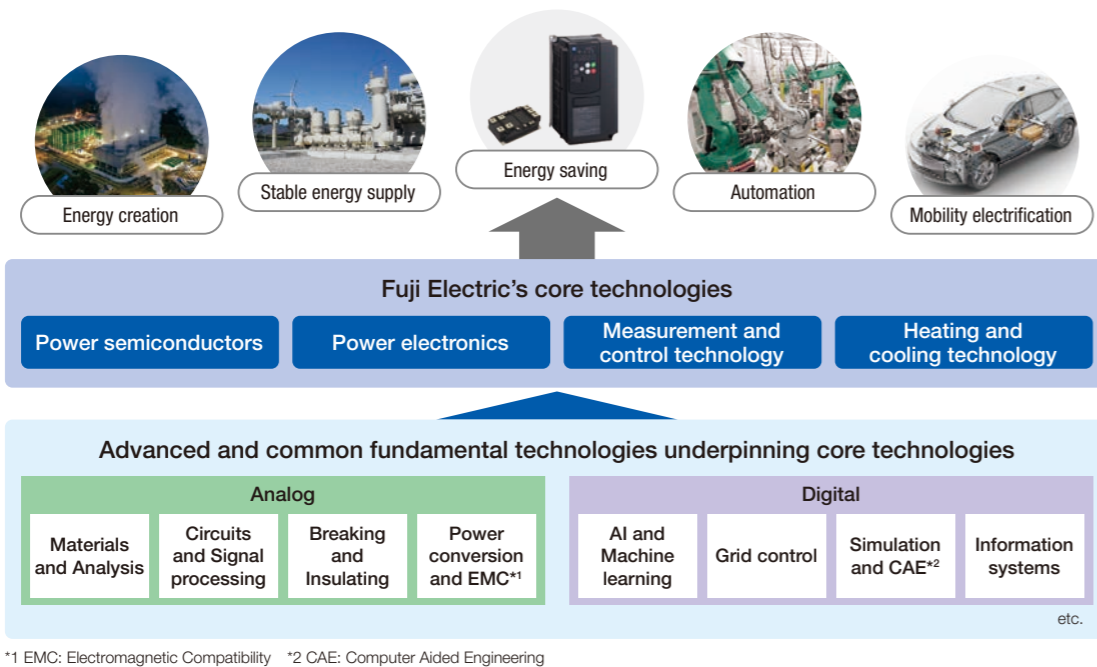 Energy creation
Stable energy supply
Energy saving
Automation
Mobility electrification
Fuji Electric’s core technologies
Power semiconductors
Power electronics
Measurement and
control technology
Heating and
cooling technology
Advanced and common fundamental technologies underpinning core technologies
Analog
Materials
and Analysis
Circuits
and Signal
processing
Breaking
and
Insulating
Power
conversion
and EMC*1
Digital
AI and
Machine
learning
Grid control
Simulation
and CAE*2
Information
systems
etc.
*1 EMC: Electromagnetic Compatibility *2 CAE: Computer Aided Engineering